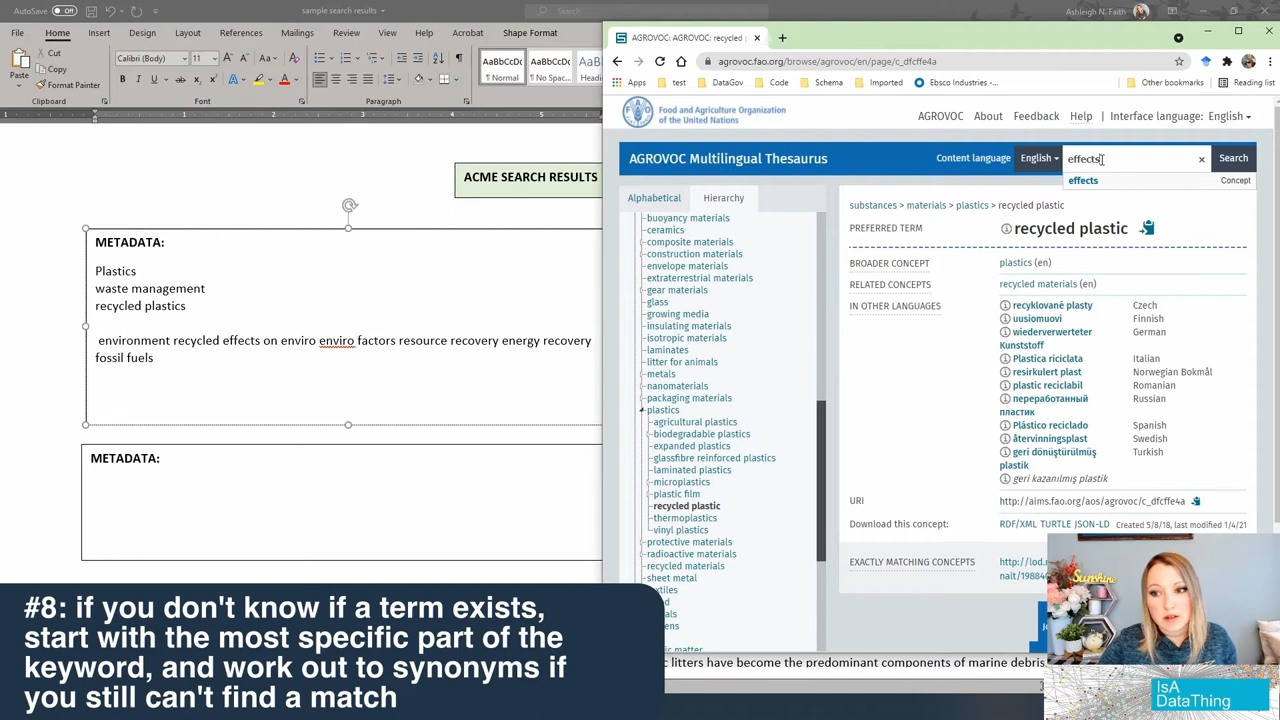 sample search results
Search
Ashleigh N. Faith
File Home Insert Design Layout References Mailings Review
Paste
Cut
Copy
Format Painter
Clipboard
Calibri (Body)
11
Font
Paragraph
AaBbCcDc AaBbCcDc AaBbC
¶ Normal ¶ No Spac... Headin
ACME SEARCH RESULTS
METADATA:
Plastics
waste management
recycled plastics
environment recycled effects on enviro enviro factors resource recovery energy recovery
fossil fuels
METADATA:
AGROVOC: AGROVOC: recycled p
agrovoc.fao.org/browse/agrovoc/en/page/c_dfcffe4a
Apps test DataGov Code Schema Imported Ebsco Industries -... Other bookmarks Reading list
Food and Agriculture Organization
of the United Nations
AGROVOC About Feedback Help | Interface language: English
AGROVOC Multilingual Thesaurus
Content language English effects Search
effects Concept
Alphabetical Hierarchy
buoyancy materials
ceramics
composite materials
construction materials
envelope materials
extraterrestrial materials
gear materials
glass
growing media
insulating materials
isotropic materials
laminates
litter for animals
metals
nanomaterials
packaging materials
plastics
agricultural plastics
biodegradable plastics
expanded plastics
glassfibre reinforced plastics
laminated plastics
microplastics
plastic film
recycled plastic
thermoplastics
vinyl plastics
protective materials
radioactive materials
recycled materials
sheet metal
substances > materials > plastics > recycled plastic
PREFERRED TERM recycled plastic
BROADER CONCEPT plastics (en)
RELATED CONCEPTS recycled materials (en)
IN OTHER LANGUAGES recyklované plasty Czech
uusiomuovi Finnish
wiederverwerteter German
Kunststoff
Plastica riciclata Italian
resirkulert plast Norwegian Bokmål
plastic reciclabil Romanian
переработанный Russian
пластик
Plástico reciclado Spanish
återvinningsplast Swedish
geri dönüştürülmüş Turkish
plastik
geri kazanılmış plastik
URI http://aims.fao.org/aos/agrovoc/c_dfcffe4a
Download this concept: RDF/XML TURTLE JSON-LD Created 5/8/18, last modified 1/4/21
EXACTLY MATCHING CONCEPTS http://lod.
nalt/19884
litters have become the predominant components of marine debris
#8: if you don't know if a term exists,
start with the most specific part of the
keyword, and work out to synonyms if
you still can't find a match
Sunshine
IsA
DataThing